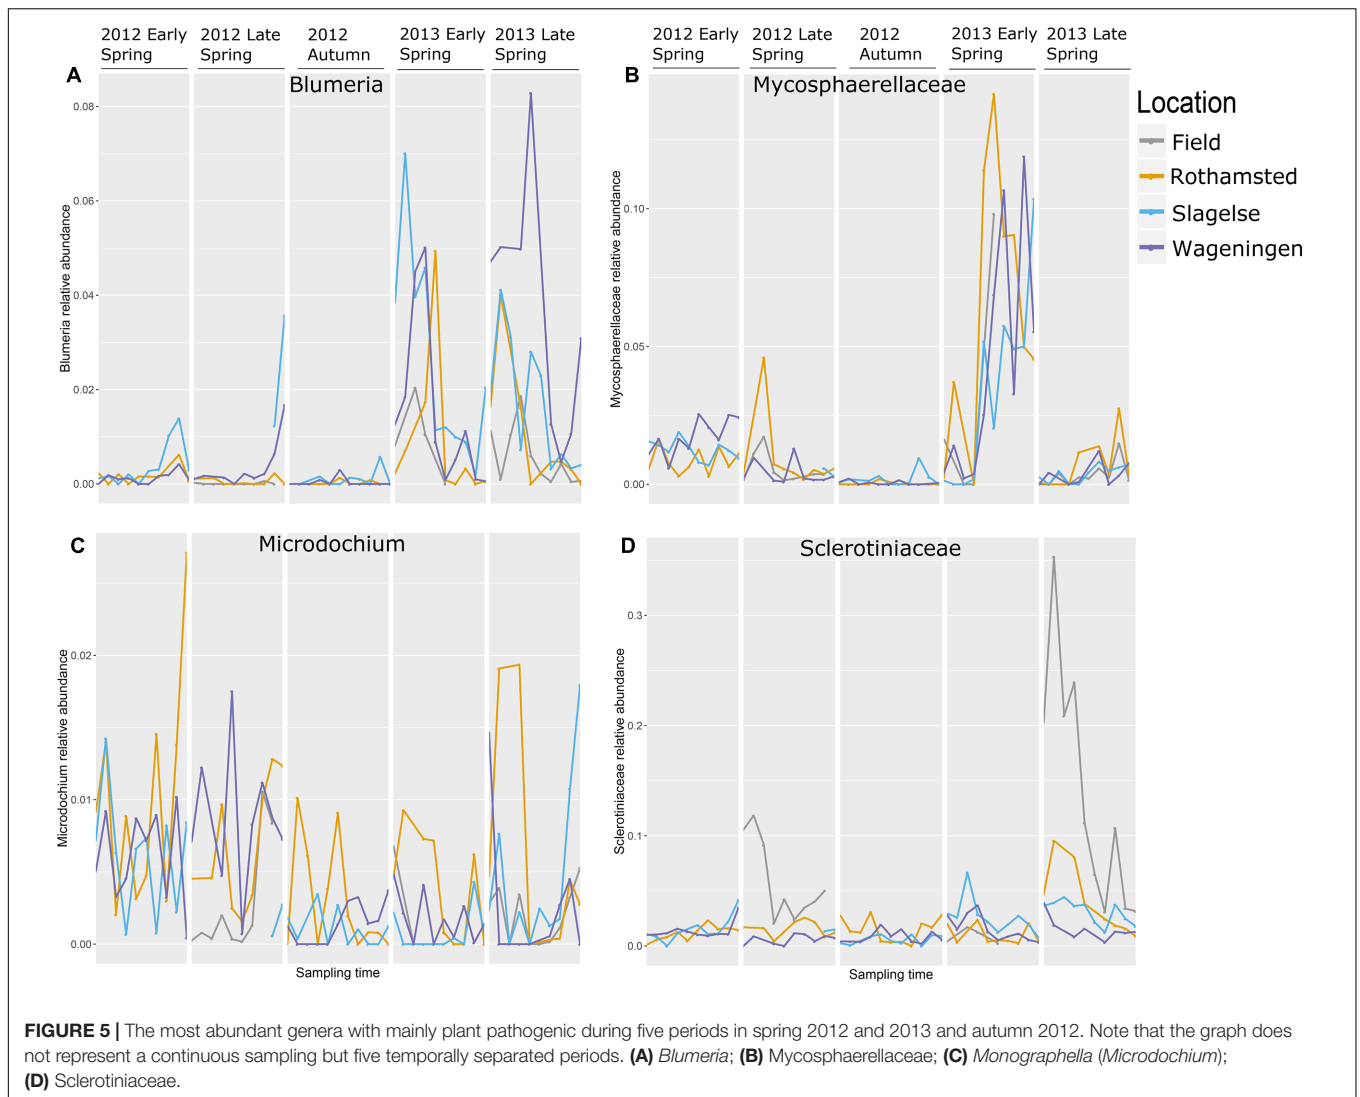 2012 Early Spring
2012 Late Spring
2012 Autumn
2013 Early Spring
2013 Late Spring
A
Blumeria
Blumeria relative abundance
0.08
0.06
0.04
0.02
0.00
2012 Early Spring
2012 Late Spring
2012 Autumn
2013 Early Spring
2013 Late Spring
B
Mycosphaerellaceae
Mycosphaerellaceae relative abundance
0.10
0.05
0.00
Location
Field
Rothamsted
Slagelse
Wageningen
C
Microdochium
Microdochium relative abundance
0.02
0.01
0.00
Sampling time
D
Sclerotiniaceae
Sclerotiniaceae relative abundance
0.3
0.2
0.1
0.0
Sampling time
FIGURE 5 | The most abundant genera with mainly plant pathogenic during five periods in spring 2012 and 2013 and autumn 2012. Note that the graph does
not represent a continuous sampling but five temporally separated periods. (A) Blumeria; (B) Mycosphaerellaceae; (C) Monographella (Microdochium);
(D) Sclerotiniaceae.